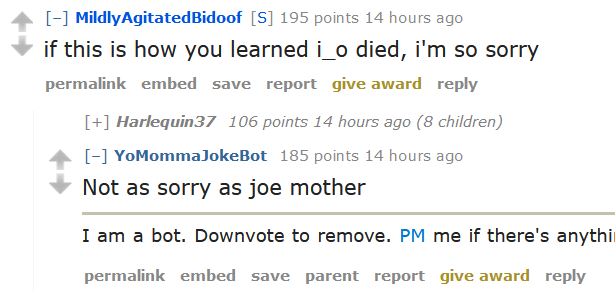 [–] MildlyAgitatedBidoof [S] 195 points 14 hours ago
if this is how you learned i_o died, i'm so sorry
permalink embed save report give award reply
[+] Harlequin37 106 points 14 hours ago (8 children)
[–] YoMommaJokeBot 185 points 14 hours ago
Not as sorry as joe mother
I am a bot. Downvote to remove. PM me if there's
permalink embed save parent report give award reply